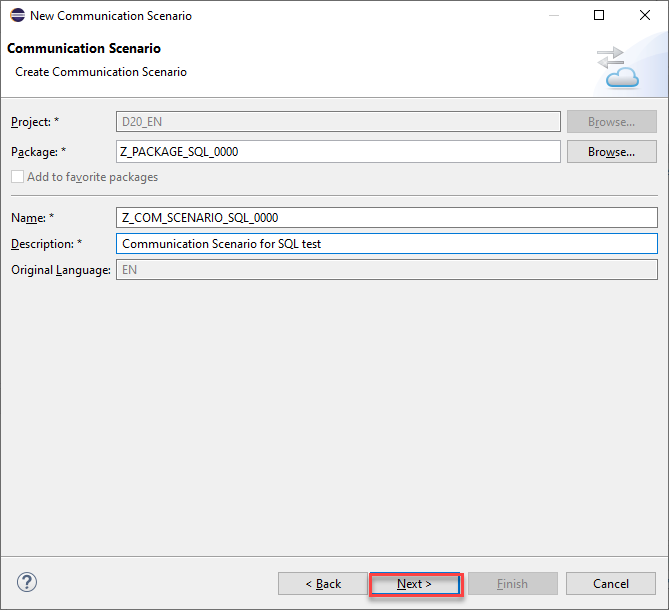 New Communication Scenario
Communication Scenario
Create Communication Scenario
Project: * D20_EN Browse...
Package: * Z_PACKAGE_SQL_0000 Browse...
Add to favorite packages
Name: * Z_COM_SCENARIO_SQL_0000
Description: * Communication Scenario for SQL test
Original Language: EN
? < Back Next > Finish Cancel